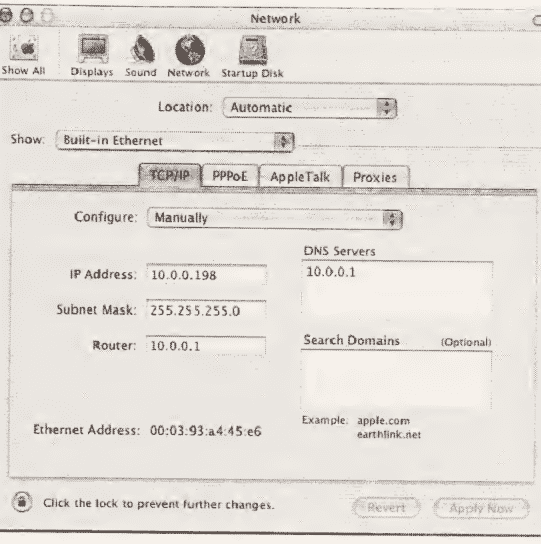 Network
Show All Displays Sound Network Startup Disk
Location: Automatic
Show: Built-in Ethernet
TCP/IP PPPoE AppleTalk Proxies
Configure: Manually
DNS Servers
10.0.0.1
IP Address: 10.0.0.198
Subnet Mask: 255.255.255.0
Router: 10.0.0.1
Search Domains (Optional)
Example: apple.com
earthlink.net
Ethernet Address: 00:03:93:a4:45:e6
Click the lock to prevent further changes.
Revert Apply Now